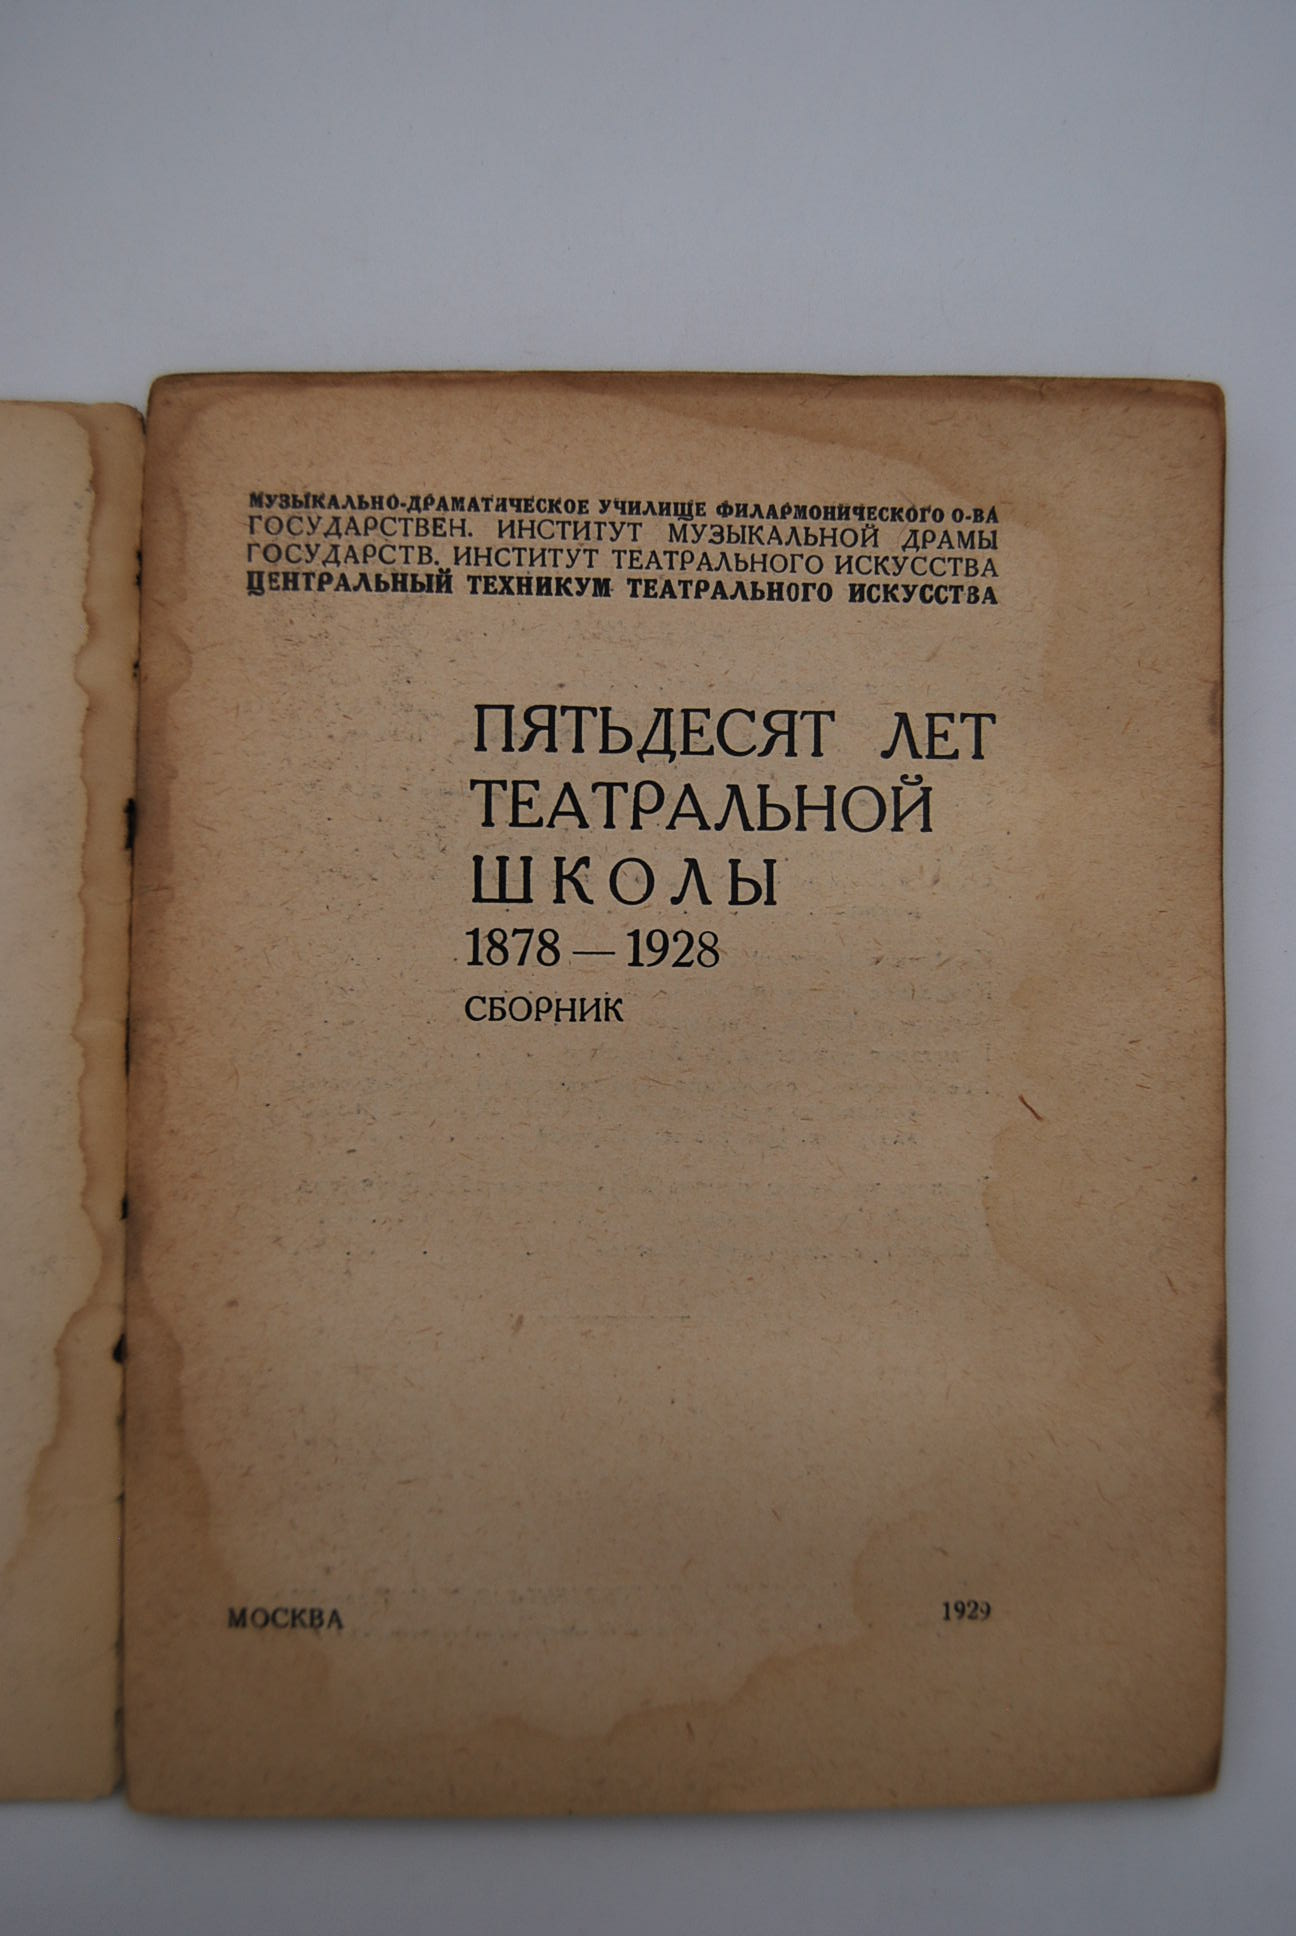 МУЗЫКАЛЬНО-ДРАМАТИЧЕСКОЕ УЧИЛИЩЕ ФИЛАРМОНИЧЕСКОГО О-ВА
ГОСУДАРСТВЕН. ИНСТИТУТ МУЗЫКАЛЬНОЙ ДРАМЫ
ГОСУДАРСТВ. ИНСТИТУТ ТЕАТРАЛЬНОГО ИСКУССТВА
ЦЕНТРАЛЬНЫЙ ТЕХНИКУМ ТЕАТРАЛЬНОГО ИСКУССТВА
ПЯТЬДЕСЯТ ЛЕТ
ТЕАТРАЛЬНОЙ
ШКОЛЫ
1878 — 1928
СБОРНИК
МОСКВА 1929